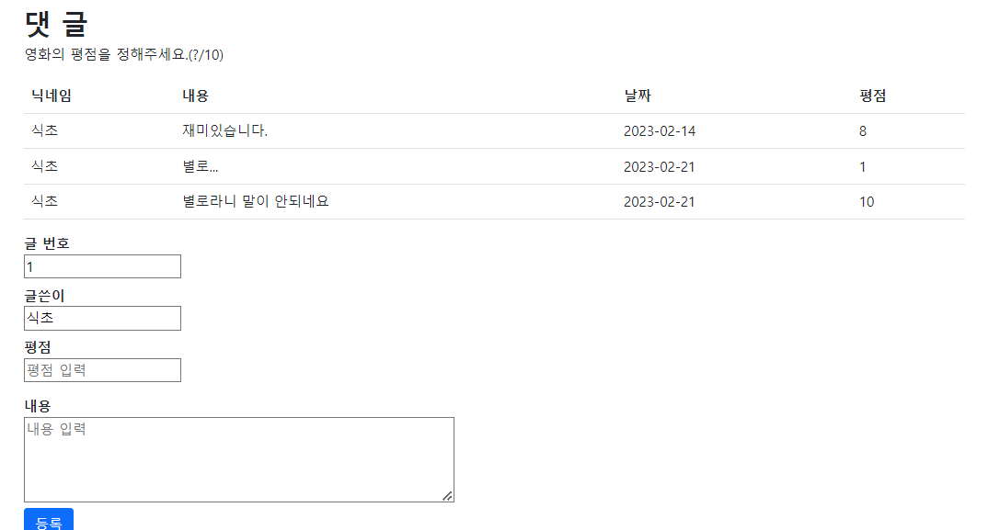 댓 글
영화의 평점을 정해주세요.(?/10)
닉네임 내용 날짜 평점
식초 재미있습니다. 2023-02-14 8
식초 별로... 2023-02-21 1
식초 별로라니 말이 안되네요 2023-02-21 10
글 번호
1
글쓴이
식초
평점
평점 입력
내용
내용 입력
등록